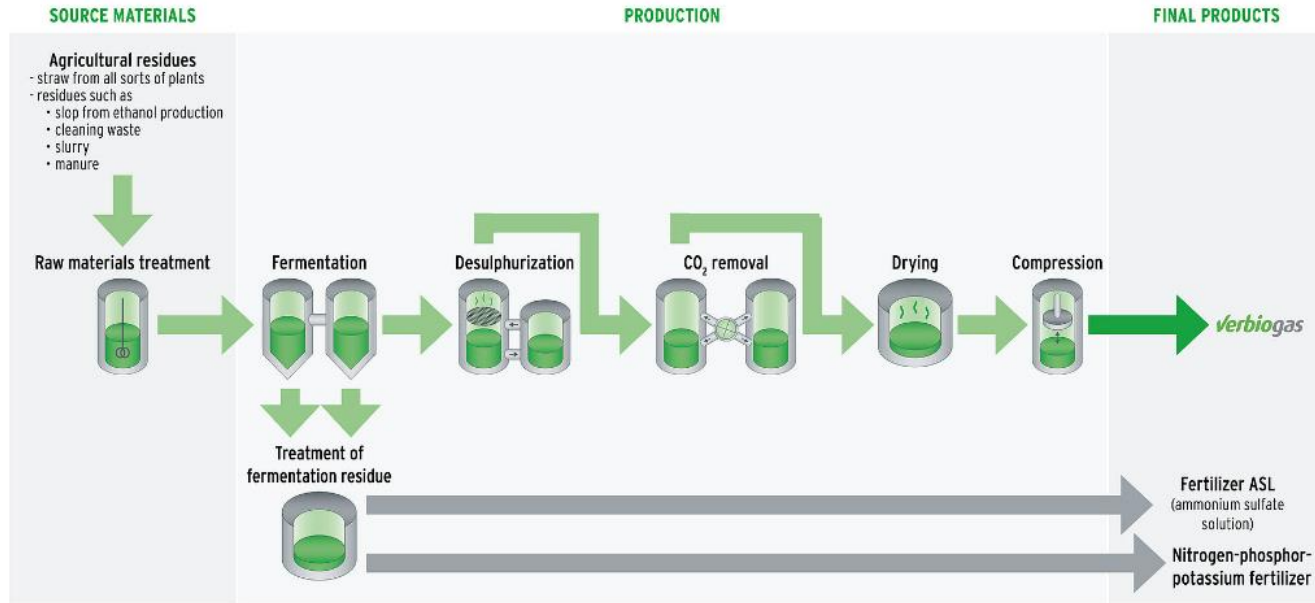 SOURCE MATERIALS
PRODUCTION
FINAL PRODUCTS
Agricultural residues
- straw from all sorts of plants
- residues such as
• slop from ethanol production
• cleaning waste
• slurry
• manure
Raw materials treatment
Fermentation
Desulphurization
CO₂ removal
Drying
Compression
verbiogas
Treatment of
fermentation residue
Fertilizer ASL
(ammonium sulfate
solution)
Nitrogen-phosphor-
potassium fertilizer